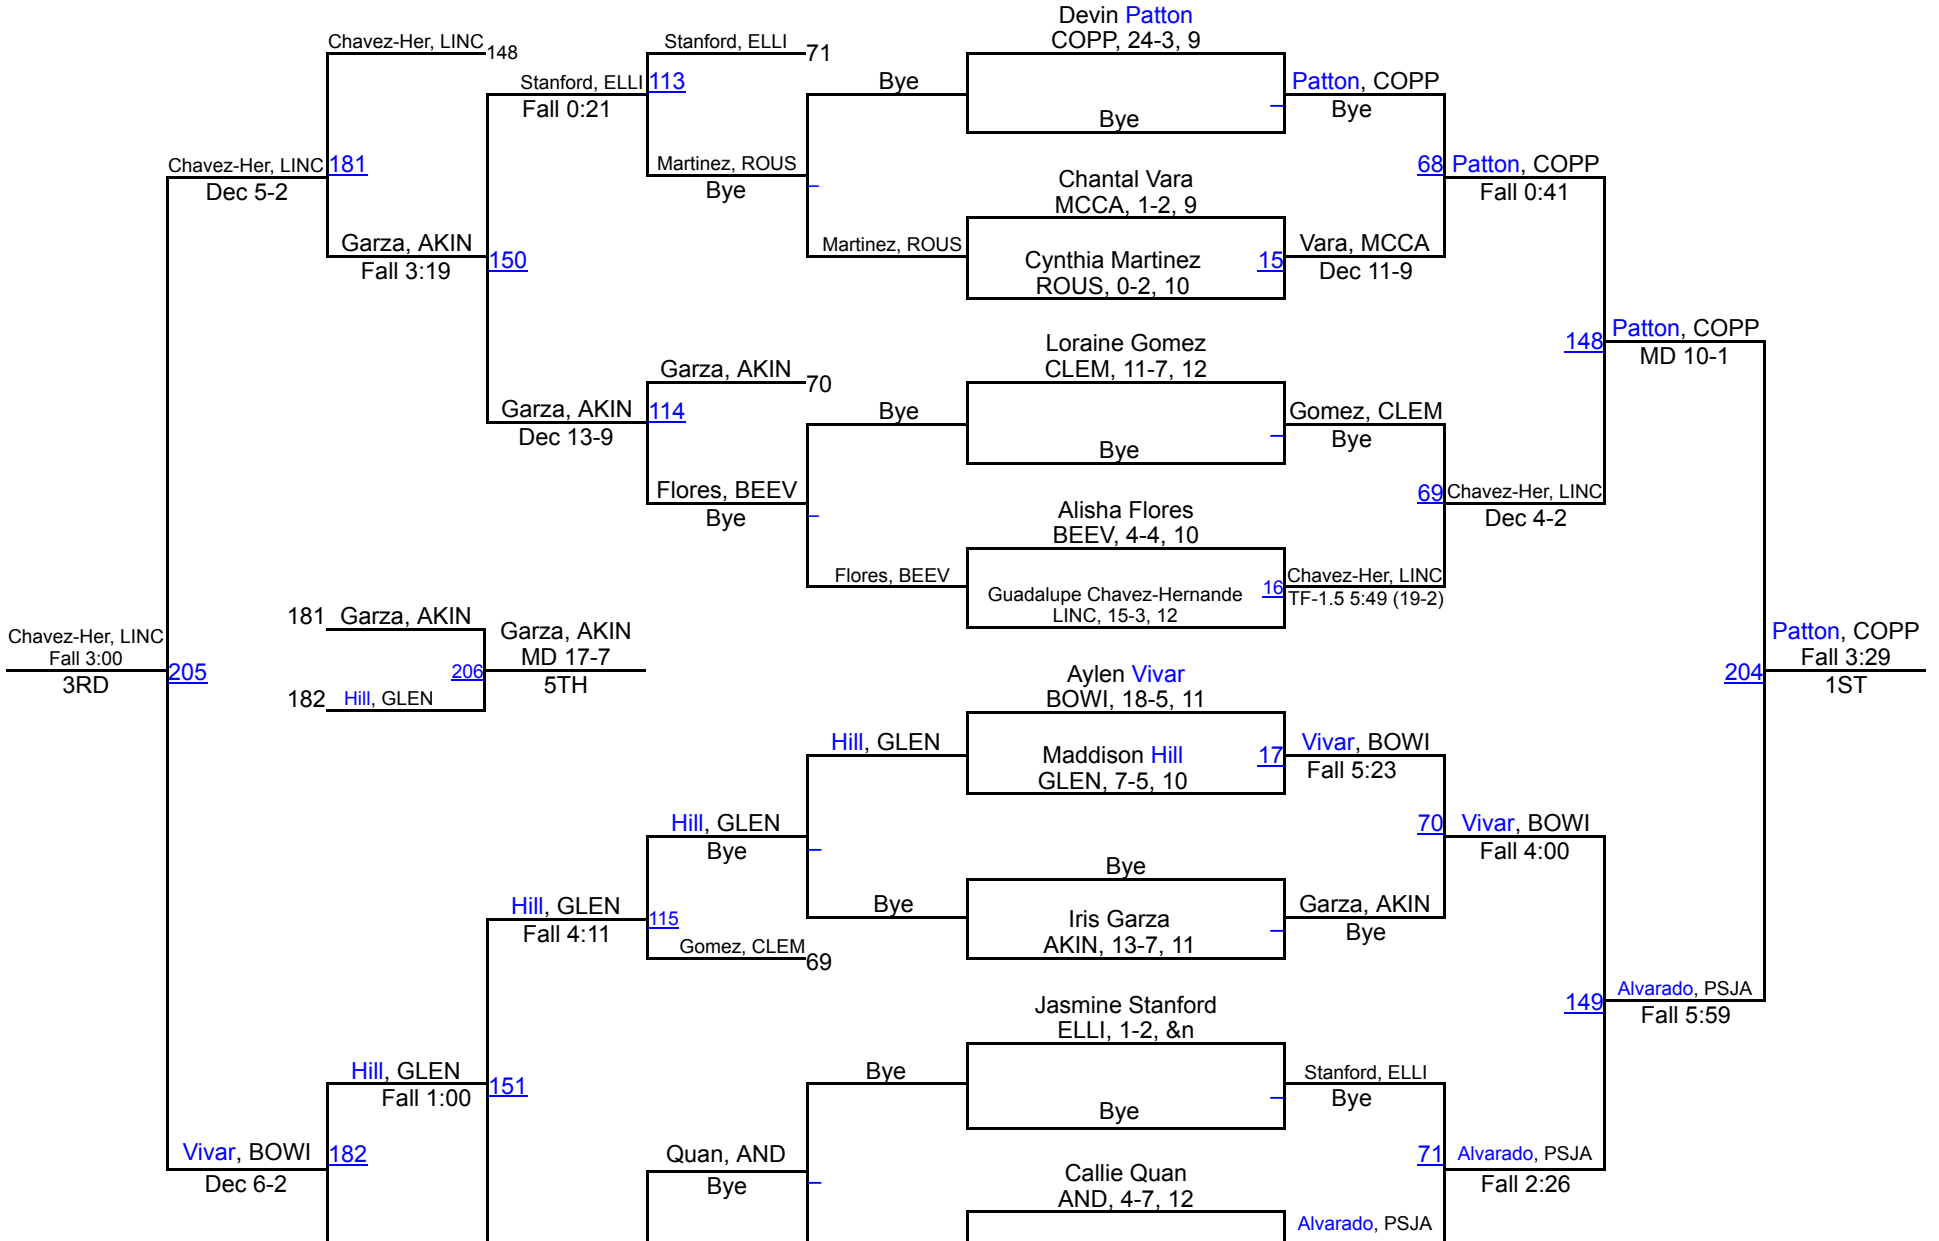 Devin Patton
COPP, 24-3, 9
Chavez-Her, LINC
148
Stanford, ELLI
71
Stanford, ELLI
113
Fall 0:21
Bye
Bye
Patton, COPP
Bye
Chavez-Her, LINC
181
Dec 5-2
Martinez, ROUS
Bye
68
Patton, COPP
Fall 0:41
Chantal Vara
MCCA, 1-2, 9
Garza, AKIN
Fall 3:19
150
Martinez, ROUS
Cynthia Martinez
ROUS, 0-2, 10
15
Vara, MCCA
Dec 11-9
Patton, COPP
MD 10-1
148
Loraine Gomez
CLEM, 11-7, 12
Garza, AKIN
70
Garza, AKIN
114
Dec 13-9
Bye
Bye
Gomez, CLEM
Bye
Flores, BEEV
Bye
69
Chavez-Her, LINC
Dec 4-2
Alisha Flores
BEEV, 4-4, 10
Flores, BEEV
Guadalupe Chavez-Hernande
LINC, 15-3, 12
16
Chavez-Her, LINC
TF-1.5 5:49 (19-2)
181
Garza, AKIN
Chavez-Her, LINC
Fall 3:00
3RD
205
Garza, AKIN
MD 17-7
5TH
206
182
Hill, GLEN
Patton, COPP
Fall 3:29
1ST
204
Aylen Vivar
BOWI, 18-5, 11
Hill, GLEN
Maddison Hill
GLEN, 7-5, 10
17
Vivar, BOWI
Fall 5:23
Hill, GLEN
Bye
70
Vivar, BOWI
Fall 4:00
Bye
Hill, GLEN
Fall 4:11
115
Bye
Iris Garza
AKIN, 13-7, 11
Garza, AKIN
Bye
Gomez, CLEM
69
Alvarado, PSJA
Fall 5:59
149
Jasmine Stanford
ELLI, 1-2, &n
Hill, GLEN
Fall 1:00
151
Bye
Bye
Stanford, ELLI
Bye
Vivar, BOWI
182
Dec 6-2
Quan, AND
Bye
71
Alvarado, PSJA
Fall 2:26
Callie Quan
AND, 4-7, 12
Alvarado, PSJA